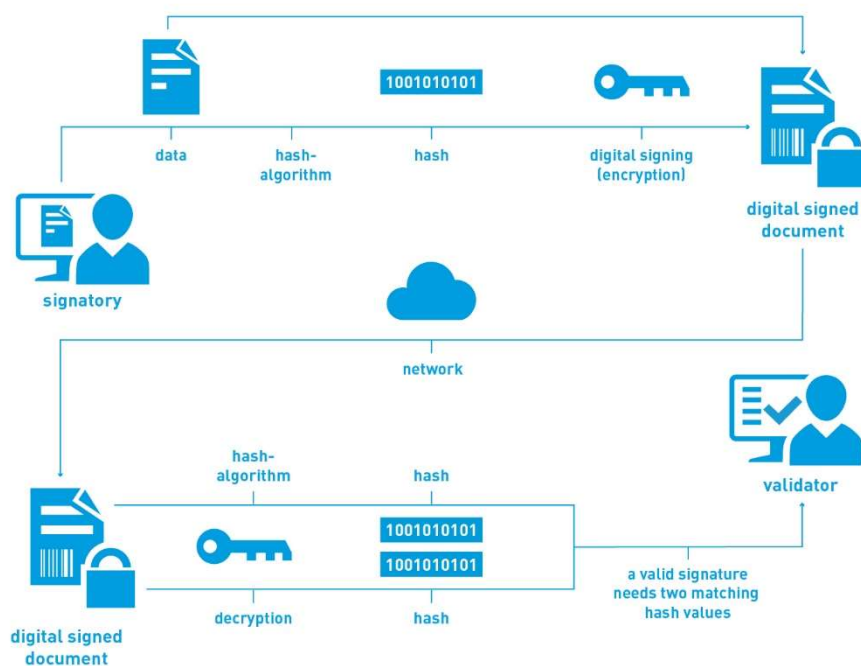 1001010101
data
hash-
algorithm
hash
digital signing
(encryption)
digital signed
document
signatory
network
hash-
algorithm
hash
validator
1001010101
1001010101
a valid signature
needs two matching
hash values
decryption
hash
digital signed
document